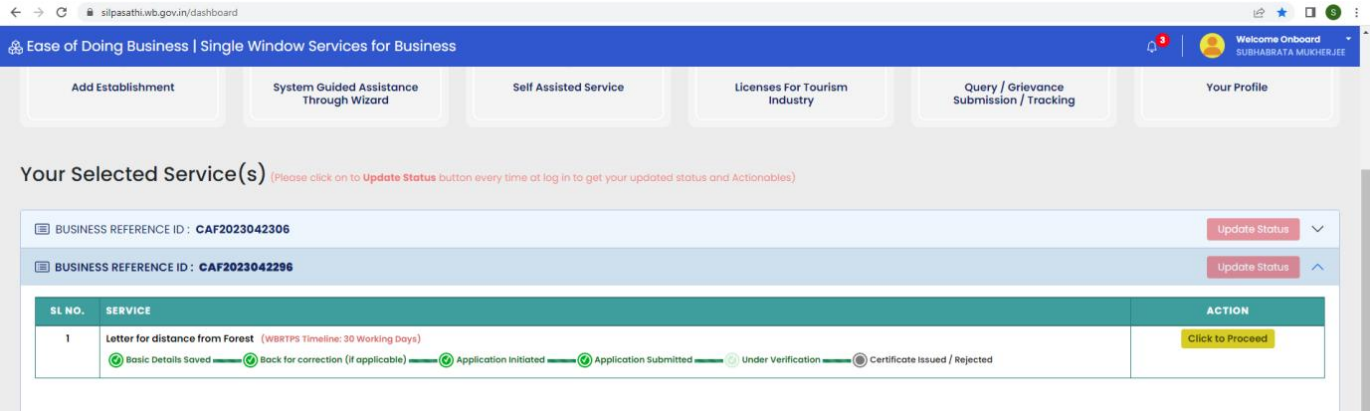 silpasathi.wb.gov.in/dashboard
S
Ease of Doing Business | Single Window Services for Business
3
Welcome Onboard
SUBHABRATA MUKHERJEE
Add Establishment
System Guided Assistance
Through Wizard
Self Assisted Service
Licenses For Tourism
Industry
Query / Grievance
Submission / Tracking
Your Profile
Your Selected Service(s) (Please click on to Update Status button every time at log in to get your updated status and Actionables)
BUSINESS REFERENCE ID : CAF2023042306 Update Status
BUSINESS REFERENCE ID : CAF2023042296 Update Status
SL NO. SERVICE ACTION
1 Letter for distance from Forest (WBRTPS Timeline: 30 Working Days) Click to Proceed
Basic Details Saved Back for correction (if applicable) Application Initiated Application Submitted Under Verification Certificate Issued / Rejected